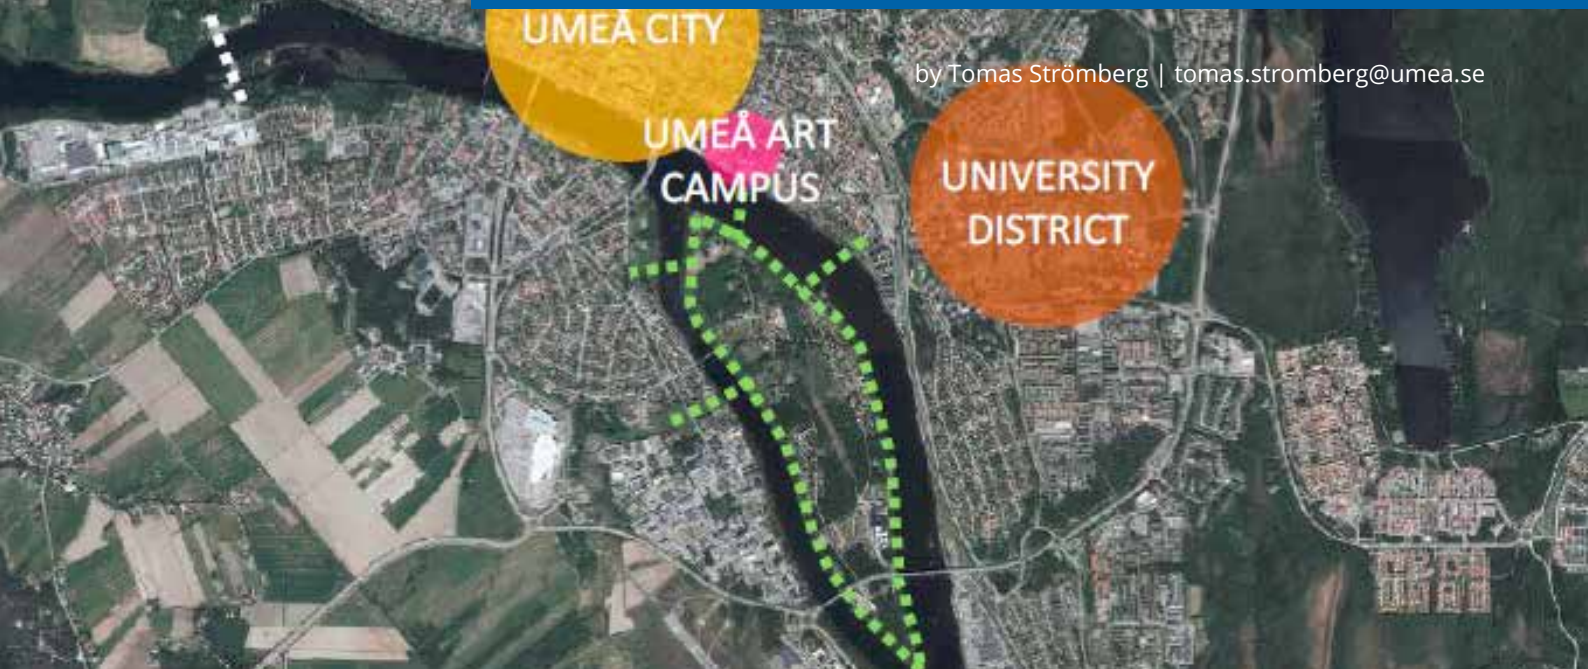 UMEÅ CITY
by Tomas Strömberg | tomas.stromberg@umea.se
UMEÅ ART
CAMPUS
UNIVERSITY
DISTRICT